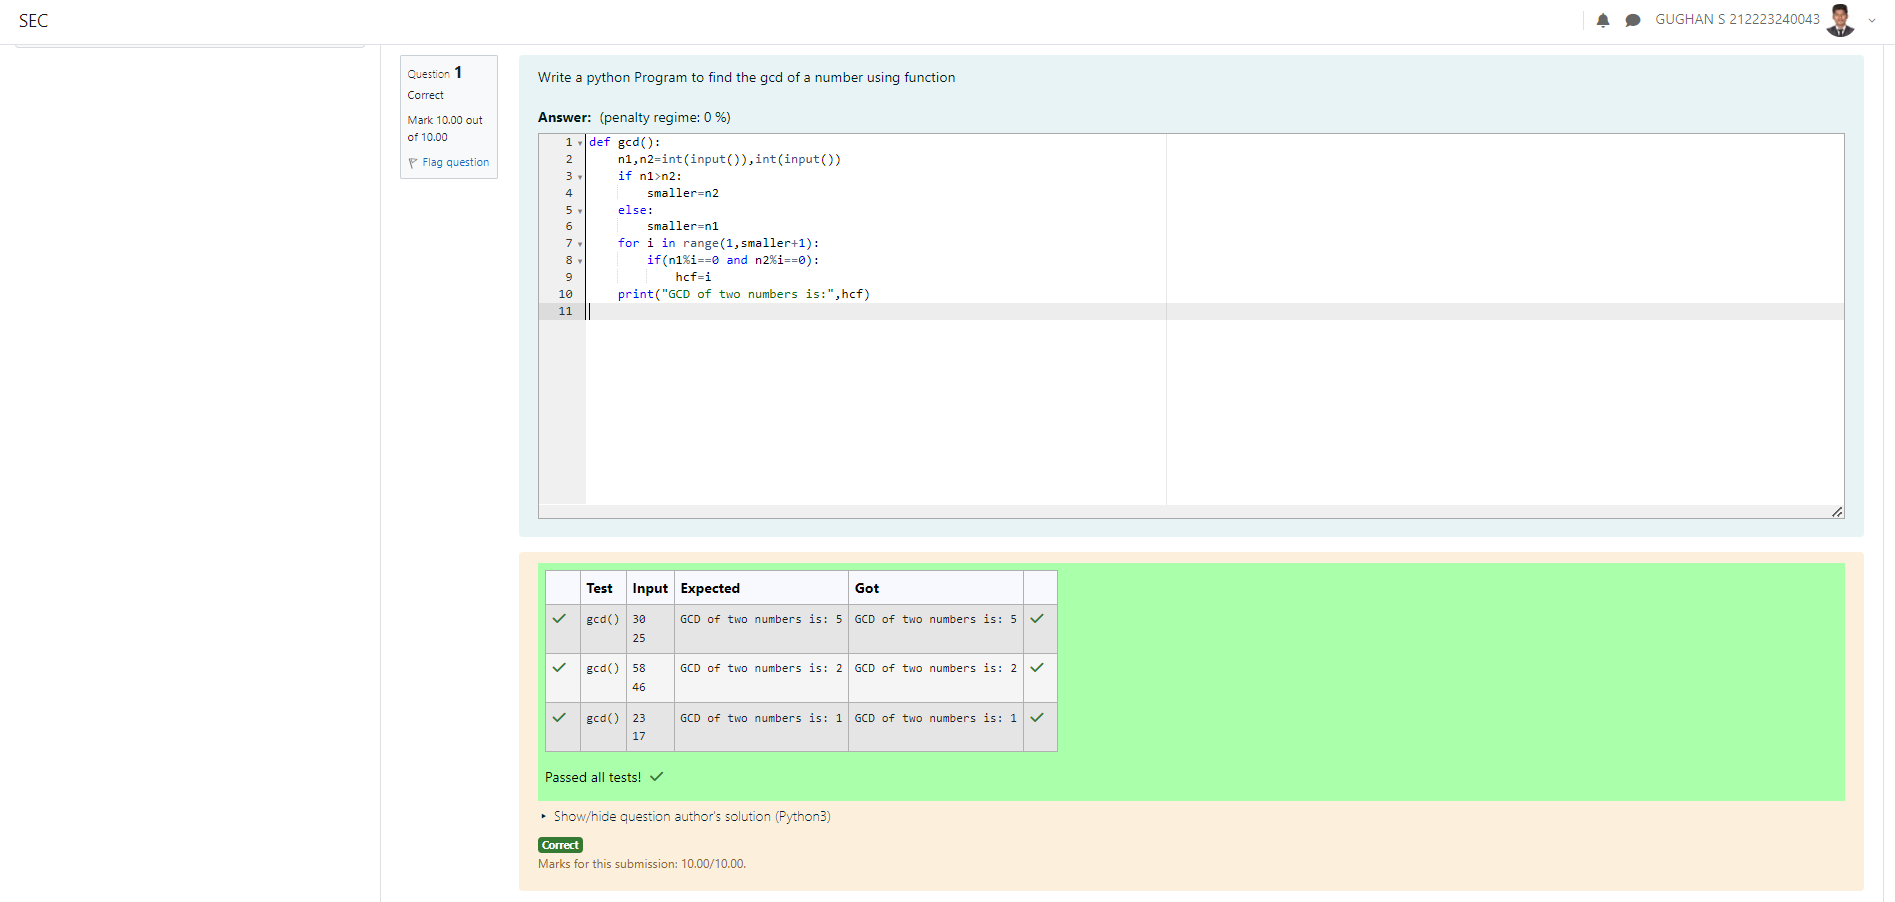 SEC
GUGHAN S 212223240043
Question 1
Correct
Mark 10.00 out
of 10.00
Flag question
Write a python Program to find the gcd of a number using function
Answer: (penalty regime: 0 %)
1 def gcd():
2     n1,n2=int(input()),int(input())
3     if n1>n2:
4         smaller=n2
5     else:
6         smaller=n1
7     for i in range(1,smaller+1):
8         if(n1%i==0 and n2%i==0):
9             hcf=i
10     print("GCD of two numbers is:",hcf)
11
Test Input Expected Got
gcd() 30 GCD of two numbers is: 5 GCD of two numbers is: 5
25
gcd() 58 GCD of two numbers is: 2 GCD of two numbers is: 2
46
gcd() 23 GCD of two numbers is: 1 GCD of two numbers is: 1
17
Passed all tests!
Show/hide question author's solution (Python3)
Correct
Marks for this submission: 10.00/10.00.